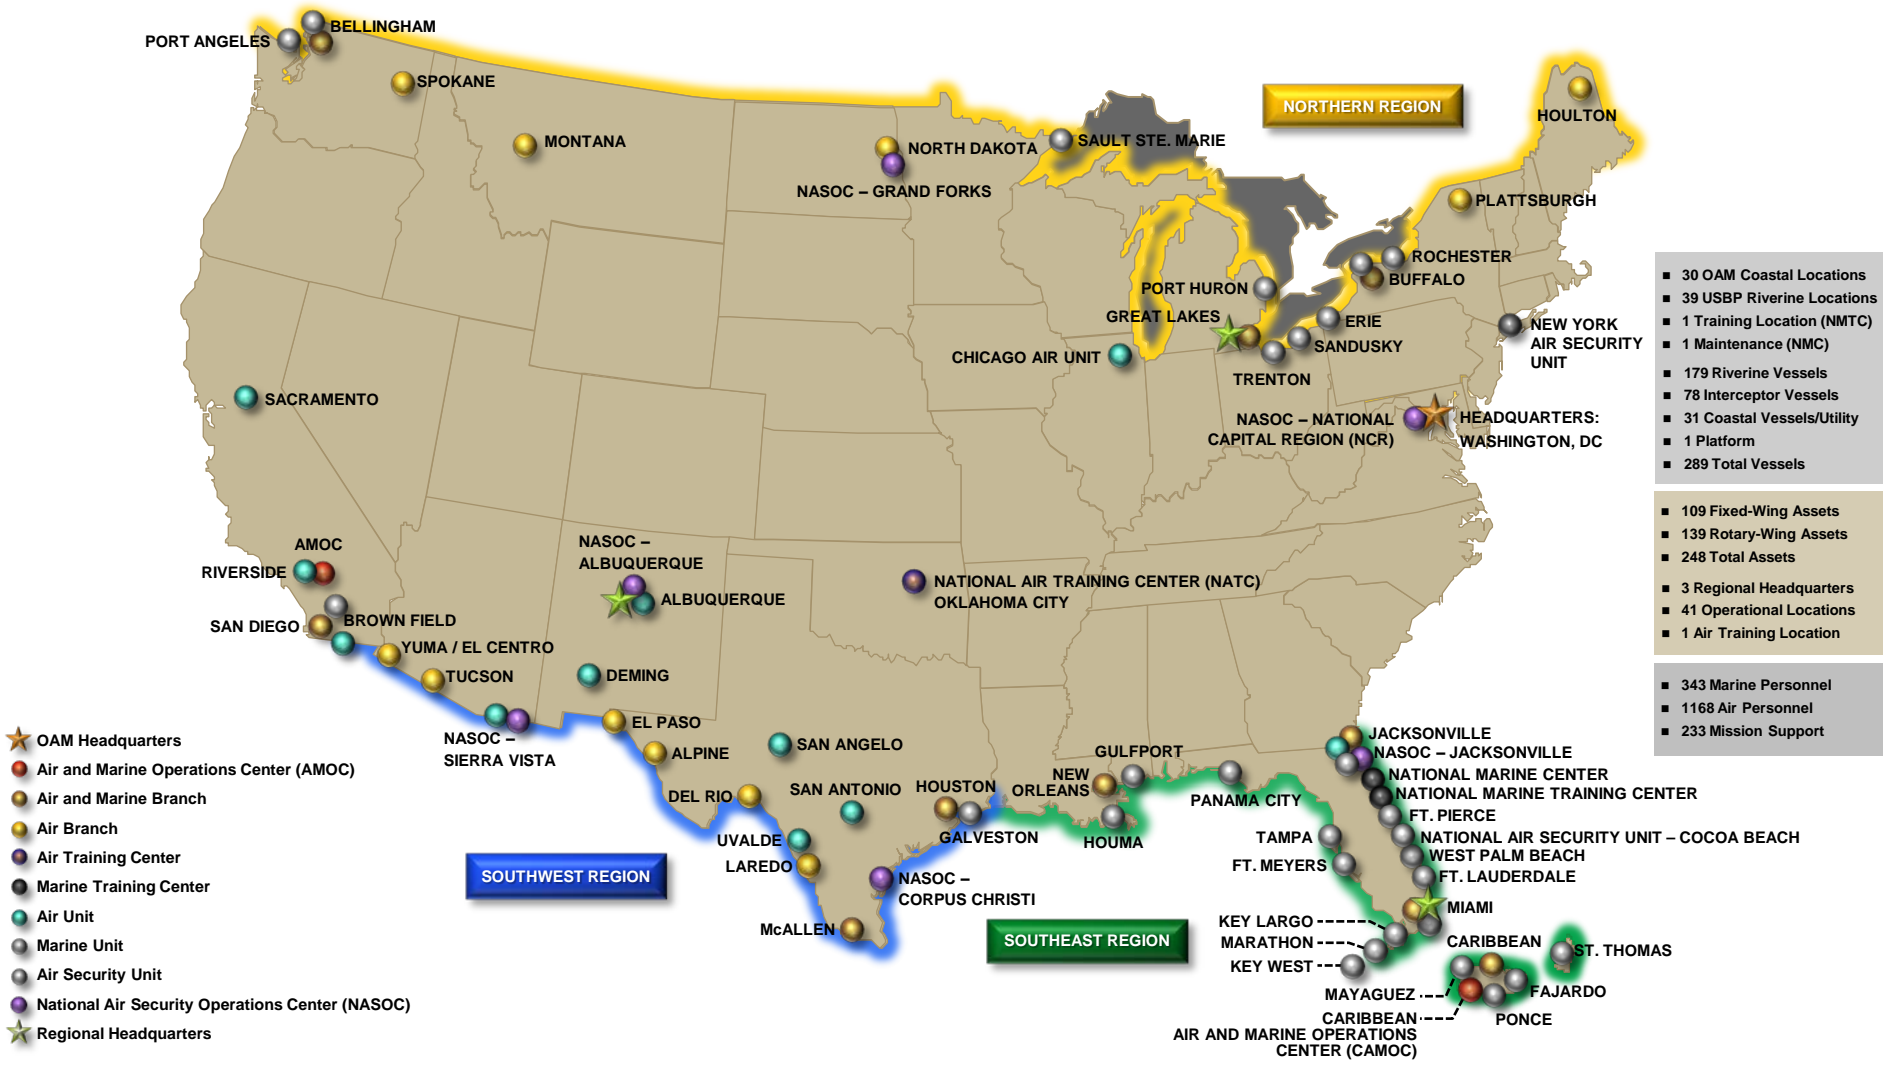 BELLINGHAM
PORT ANGELES
SPOKANE
MONTANA
NORTH DAKOTA
NASOC – GRAND FORKS
SAULT STE. MARIE
NORTHERN REGION
HOULTON
PLATTSBURGH
ROCHESTER
BUFFALO
PORT HURON
GREAT LAKES
ERIE
SANDUSKY
TRENTON
CHICAGO AIR UNIT
NEW YORK
AIR SECURITY
UNIT
SACRAMENTO
NASOC – NATIONAL
CAPITAL REGION (NCR)
HEADQUARTERS:
WASHINGTON, DC
■ 30 OAM Coastal Locations
■ 39 USBP Riverine Locations
■ 1 Training Location (NMTC)
■ 1 Maintenance (NMC)
■ 179 Riverine Vessels
■ 78 Interceptor Vessels
■ 31 Coastal Vessels/Utility
■ 1 Platform
■ 289 Total Vessels
■ 109 Fixed-Wing Assets
■ 139 Rotary-Wing Assets
■ 248 Total Assets
■ 3 Regional Headquarters
■ 41 Operational Locations
■ 1 Air Training Location
■ 343 Marine Personnel
■ 1168 Air Personnel
■ 233 Mission Support
AMOC
RIVERSIDE
BROWN FIELD
SAN DIEGO
YUMA / EL CENTRO
TUCSON
NASOC –
SIERRA VISTA
NASOC –
ALBUQUERQUE
ALBUQUERQUE
DEMING
NATIONAL AIR TRAINING CENTER (NATC)
OKLAHOMA CITY
EL PASO
ALPINE
SAN ANGELO
DEL RIO
SAN ANTONIO
HOUSTON
GALVESTON
UVALDE
LAREDO
NASOC –
CORPUS CHRISTI
McALLEN
SOUTHWEST REGION
GULFPORT
NEW
ORLEANS
HOUMA
PANAMA CITY
TAMPA
FT. MEYERS
JACKSONVILLE
NASOC – JACKSONVILLE
NATIONAL MARINE CENTER
NATIONAL MARINE TRAINING CENTER
FT. PIERCE
NATIONAL AIR SECURITY UNIT – COCOA BEACH
WEST PALM BEACH
FT. LAUDERDALE
MIAMI
KEY LARGO
MARATHON
KEY WEST
SOUTHEAST REGION
CARIBBEAN
ST. THOMAS
MAYAGUEZ
FAJARDO
PONCE
CARIBBEAN
AIR AND MARINE OPERATIONS
CENTER (CAMOC)
OAM Headquarters
Air and Marine Operations Center (AMOC)
Air and Marine Branch
Air Branch
Air Training Center
Marine Training Center
Air Unit
Marine Unit
Air Security Unit
National Air Security Operations Center (NASOC)
Regional Headquarters